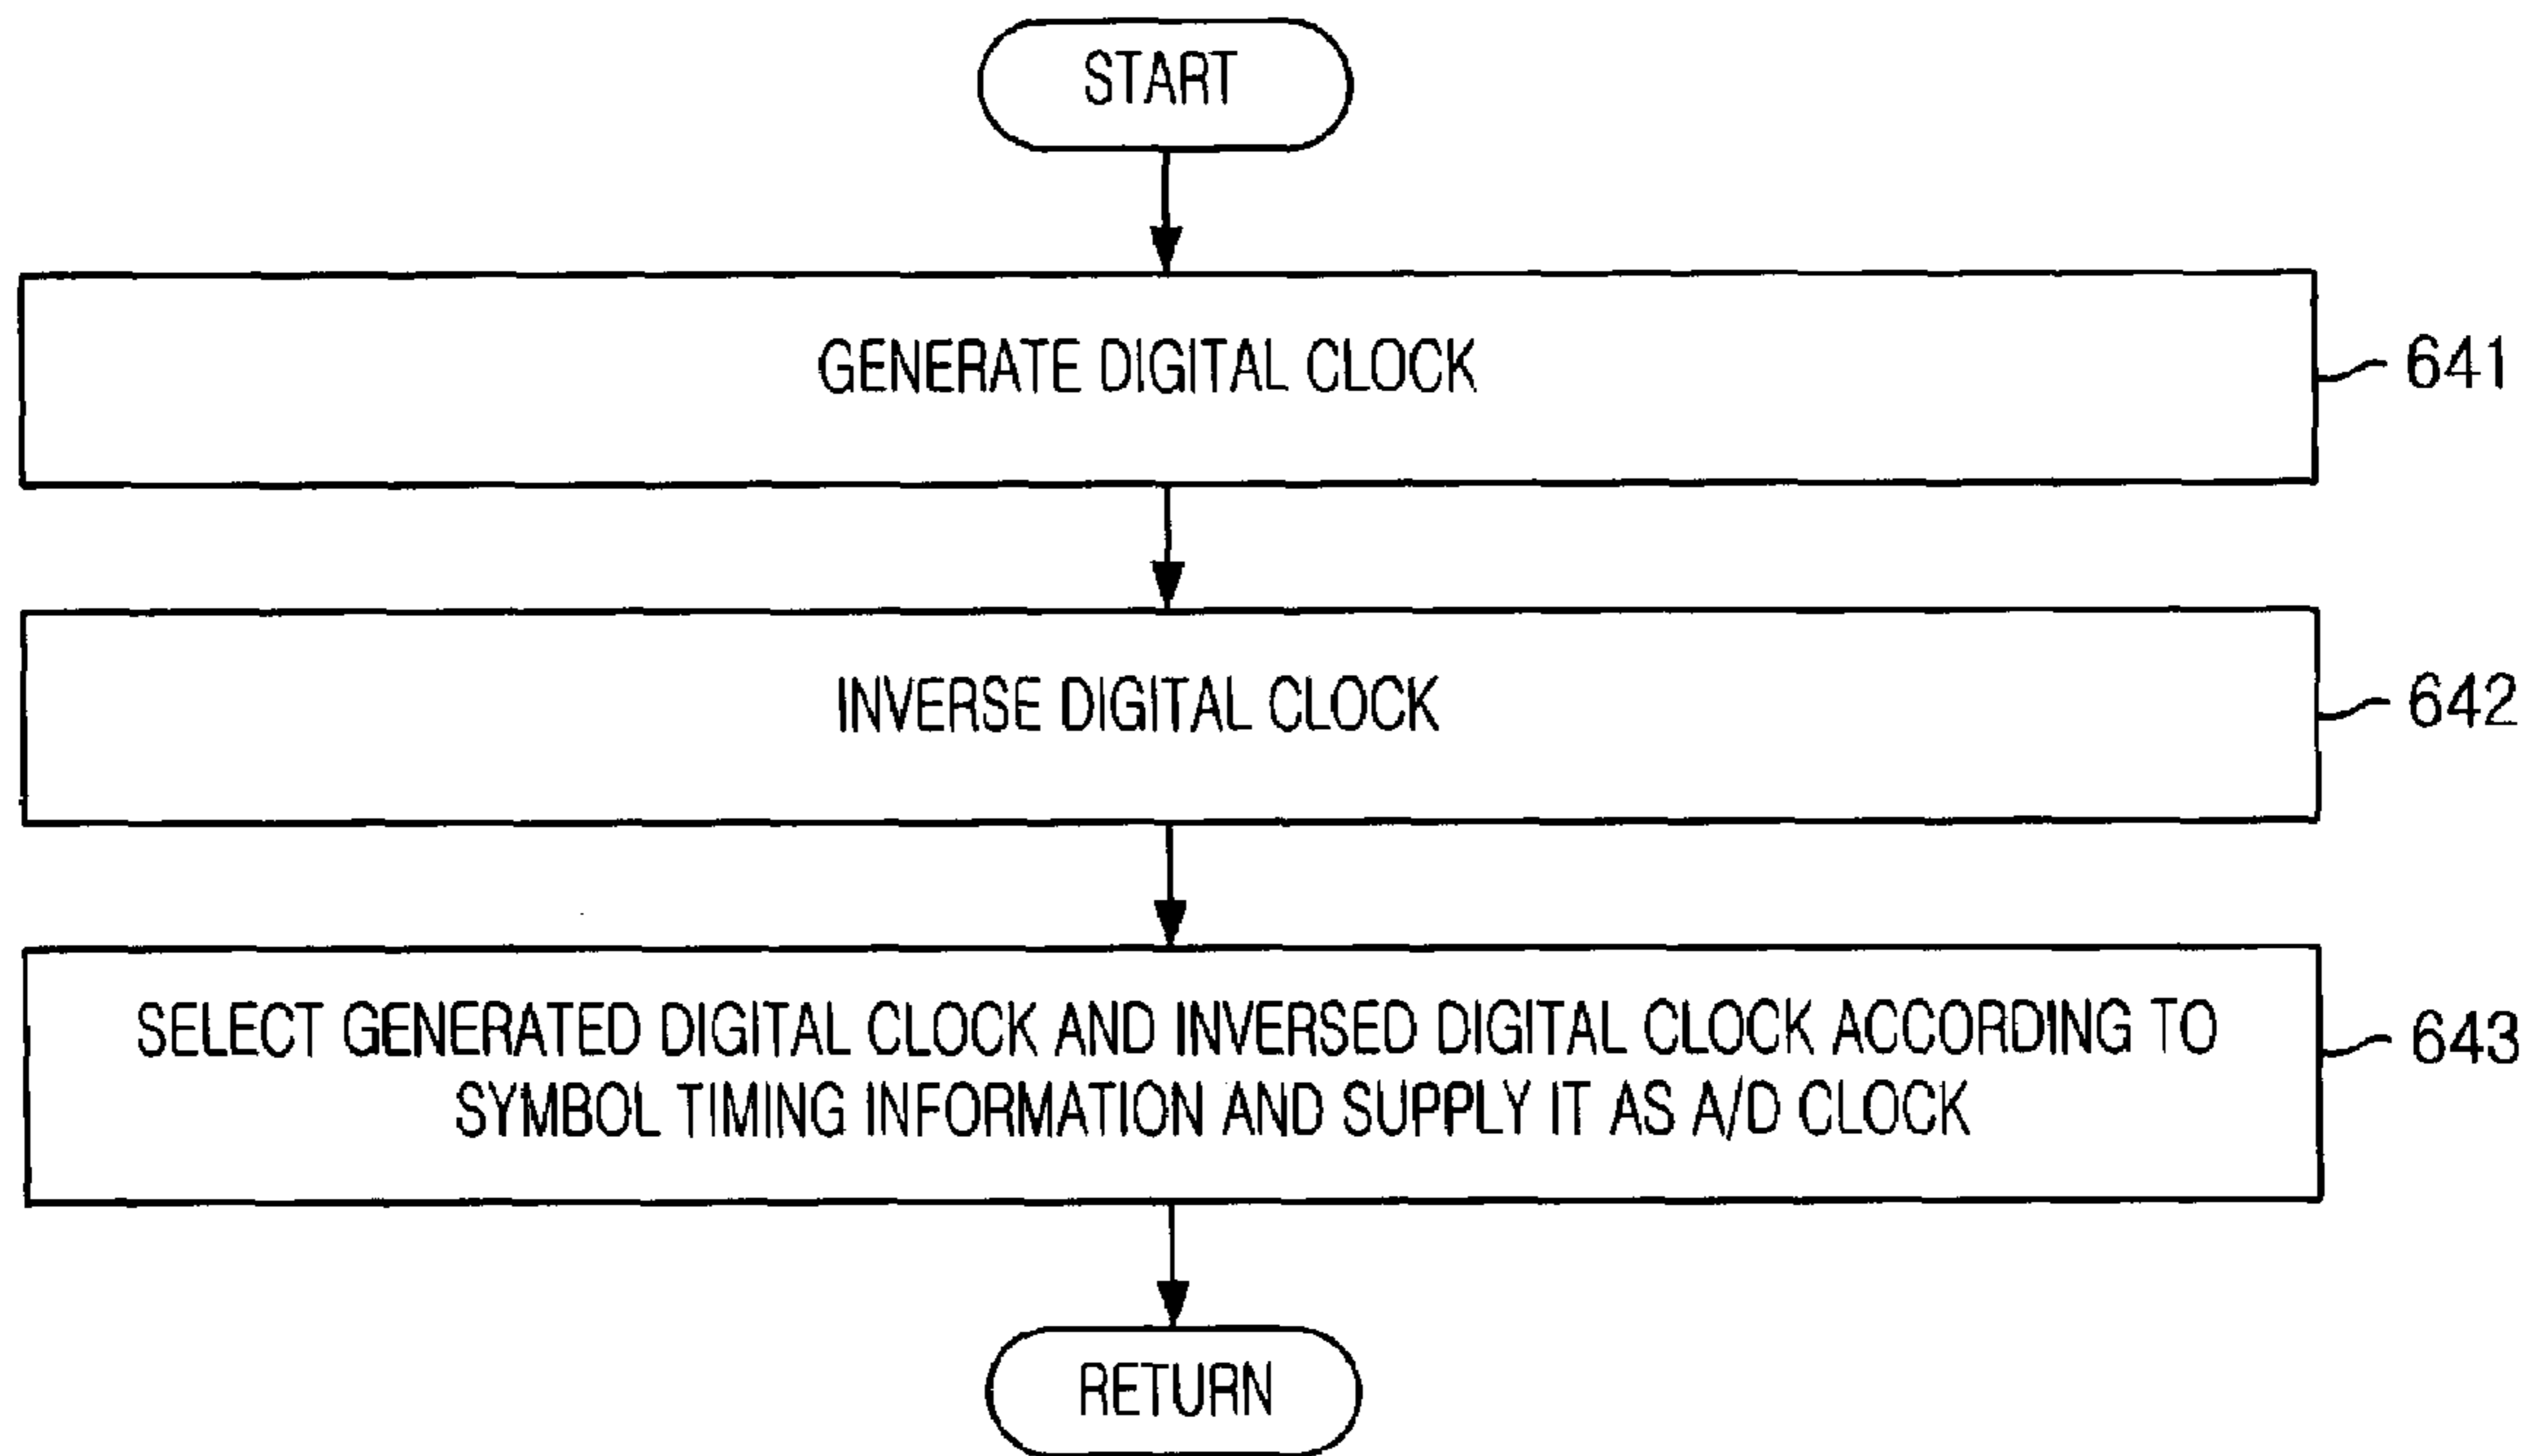 START
GENERATE DIGITAL CLOCK
641
INVERSE DIGITAL CLOCK
642
SELECT GENERATED DIGITAL CLOCK AND INVERSED DIGITAL CLOCK ACCORDING TO
SYMBOL TIMING INFORMATION AND SUPPLY IT AS A/D CLOCK
643
RETURN